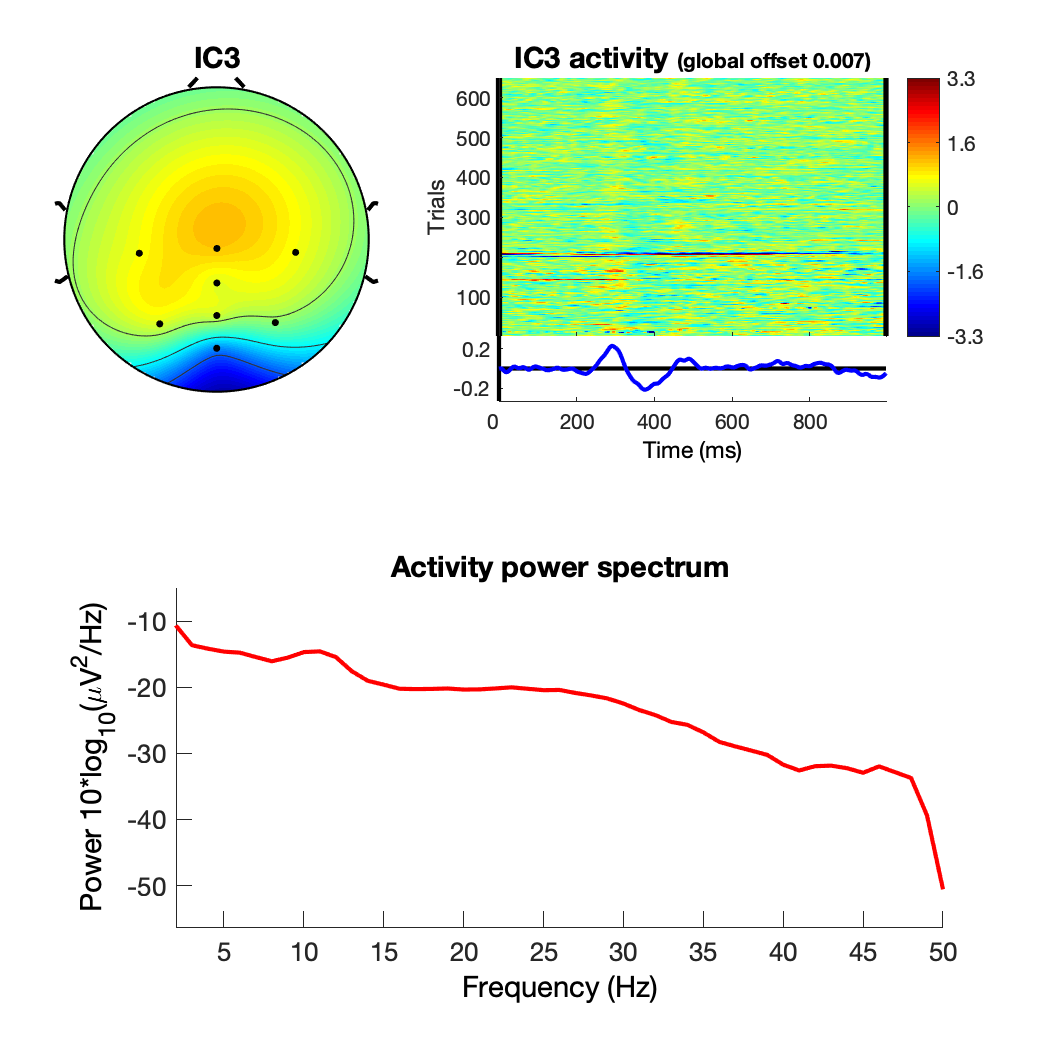 IC3
IC3 activity (global offset 0.007)
Trials
600
500
400
300
200
100
3.3
1.6
0
-1.6
-3.3
0.2
-0.2
0 200 400 600 800
Time (ms)
Activity power spectrum
Power 10*log10(μV2/Hz)
-10
-20
-30
-40
-50
5 10 15 20 25 30 35 40 45 50
Frequency (Hz)